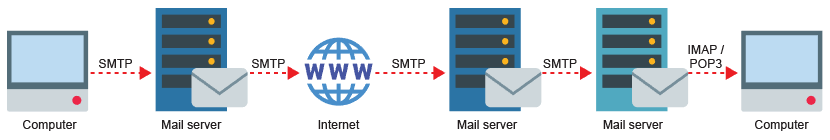 SMTP
SMTP
WWW
SMTP
SMTP
IMAP /
POP3
Computer
Mail server
Internet
Mail server
Mail server
Computer